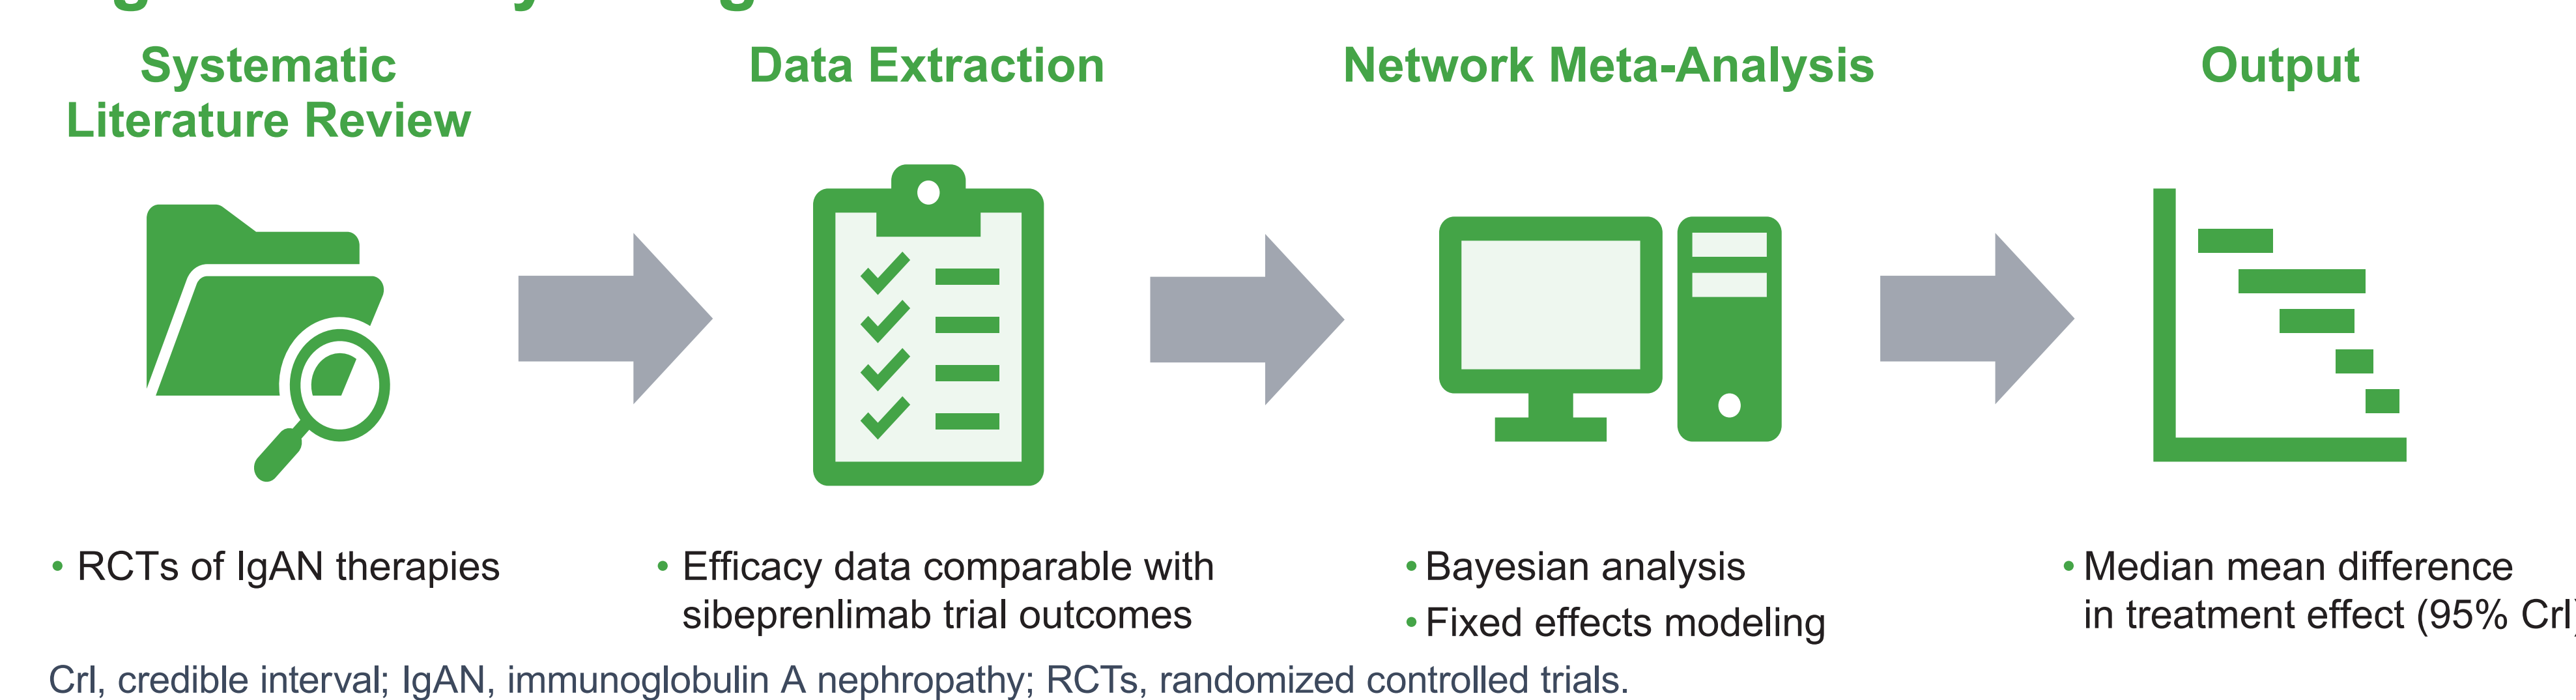 Systematic
Literature Review
Data Extraction
Network Meta-Analysis
Output
• RCTs of IgAN therapies
• Efficacy data comparable with
sibeprenlimab trial outcomes
• Bayesian analysis
• Fixed effects modeling
• Median mean difference
in treatment effect (95% CrI)
CrI, credible interval; IgAN, immunoglobulin A nephropathy; RCTs, randomized controlled trials.